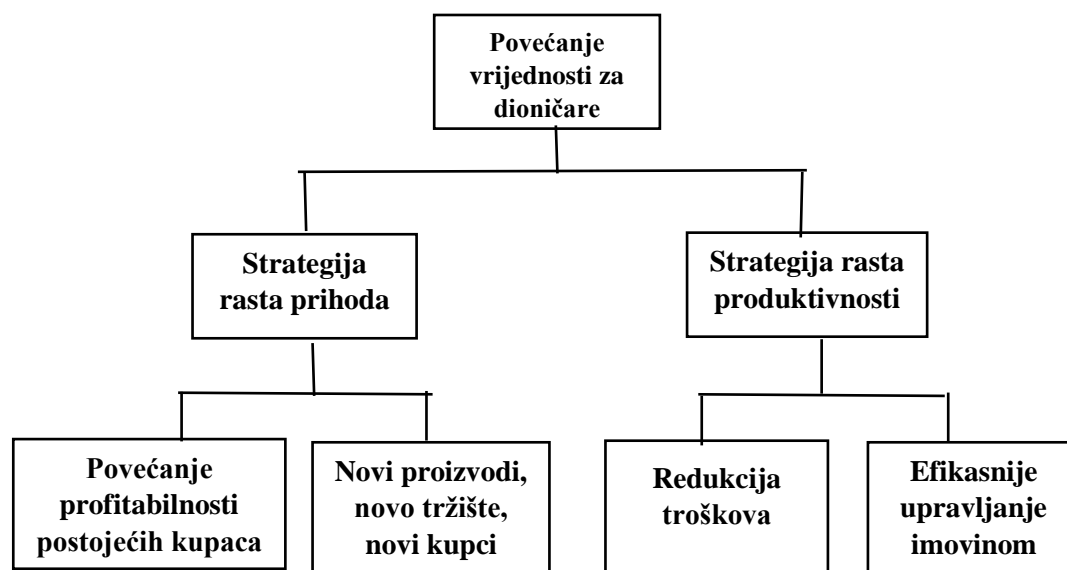 Povećanje
vrijednosti za
dioničare
Strategija
rasta prihoda
Strategija rasta
produktivnosti
Povećanje
profitabilnosti
postojećih kupaca
Novi proizvodi,
novo tržište,
novi kupci
Redukcija
troškova
Efikasnije
upravljanje
imovinom